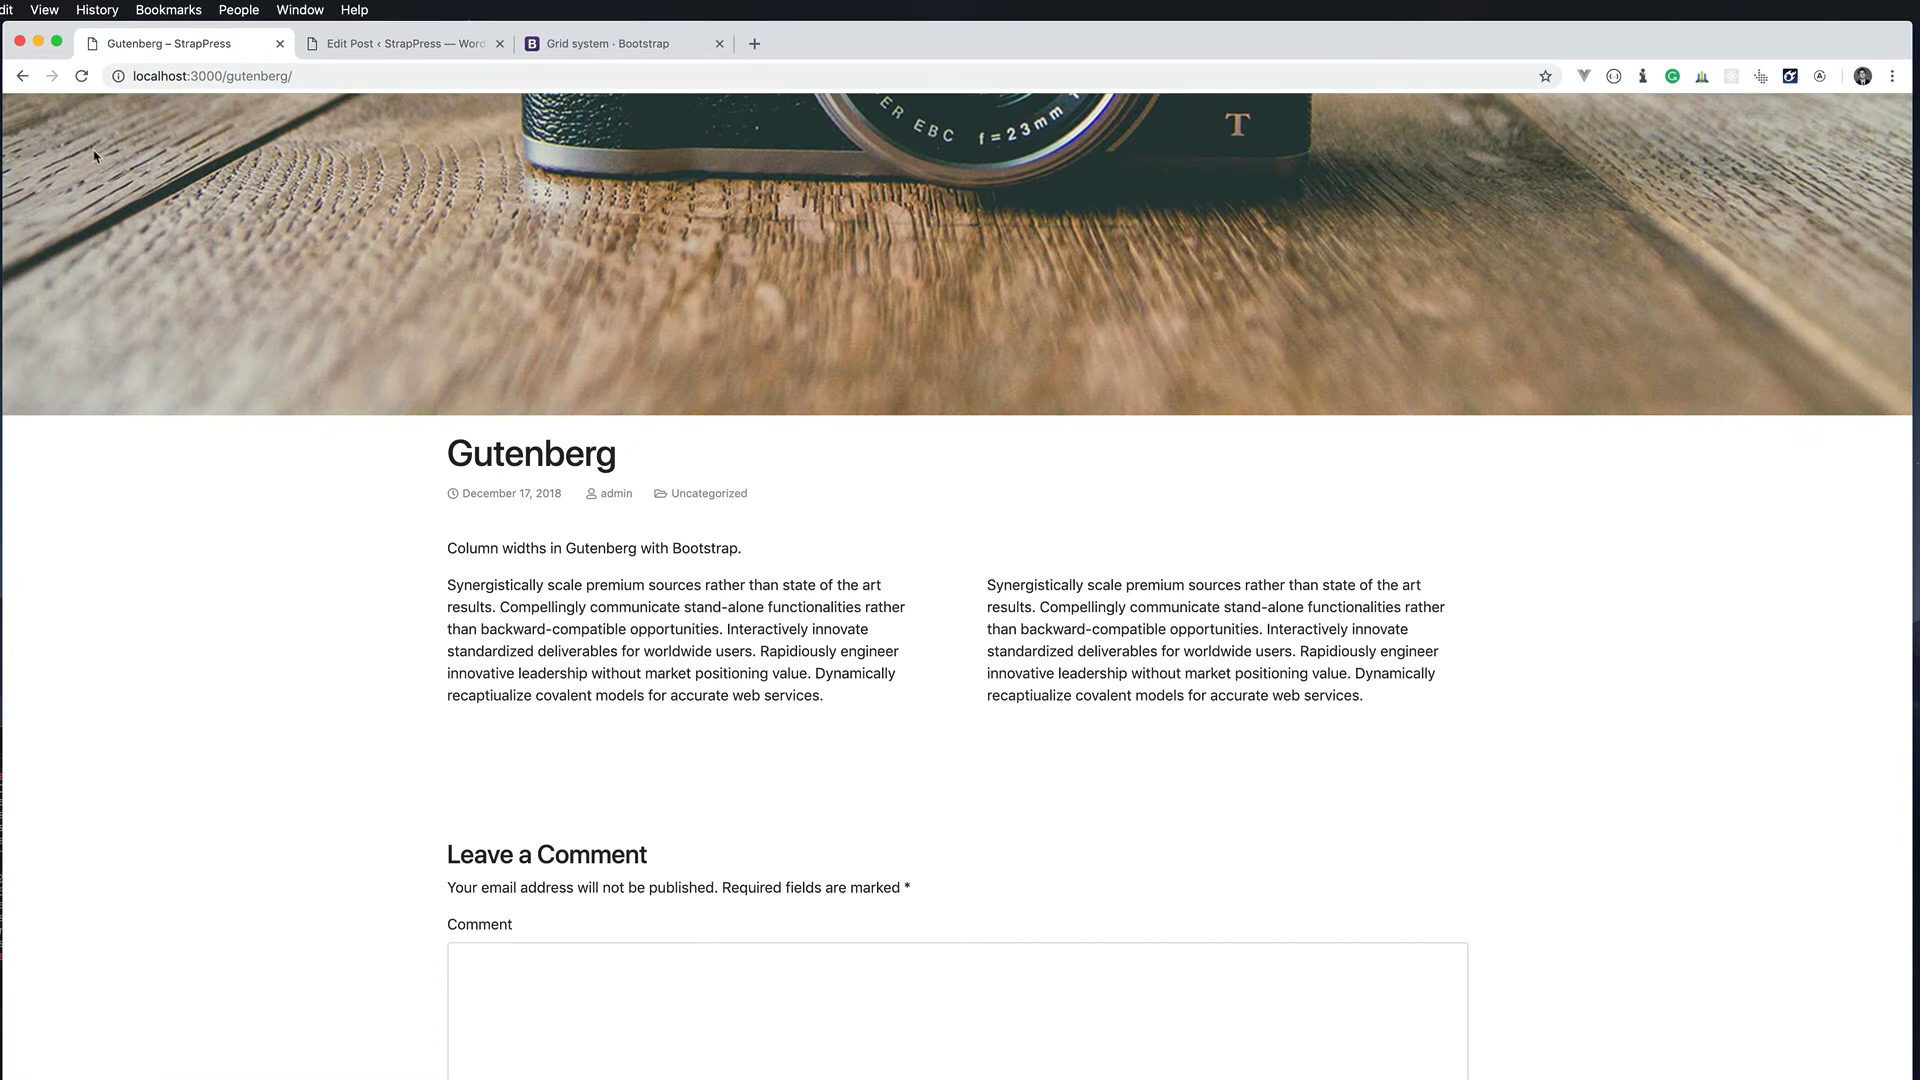 dit View History Bookmarks People Window Help
Gutenberg – StrapPress
Edit Post ‹ StrapPress — Word
B Grid system · Bootstrap
localhost:3000/gutenberg/
ER EBC f=23mm
T
Gutenberg
December 17, 2018 admin Uncategorized
Column widths in Gutenberg with Bootstrap.
Synergistically scale premium sources rather than state of the art
results. Compellingly communicate stand-alone functionalities rather
than backward-compatible opportunities. Interactively innovate
standardized deliverables for worldwide users. Rapidiously engineer
innovative leadership without market positioning value. Dynamically
recaptiualize covalent models for accurate web services.
Synergistically scale premium sources rather than state of the art
results. Compellingly communicate stand-alone functionalities rather
than backward-compatible opportunities. Interactively innovate
standardized deliverables for worldwide users. Rapidiously engineer
innovative leadership without market positioning value. Dynamically
recaptiualize covalent models for accurate web services.
Leave a Comment
Your email address will not be published. Required fields are marked *
Comment